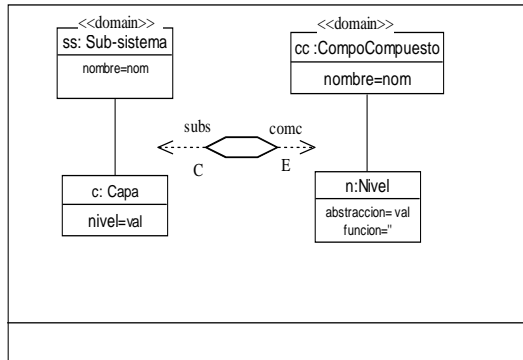 <<domain>>
ss: Sub-sistema
nombre=nom
<<domain>>
cc :CompoCompuesto
nombre=nom
subs
comc
C
E
c: Capa
nivel=val
n:Nivel
abstraccion= val
funcion=''